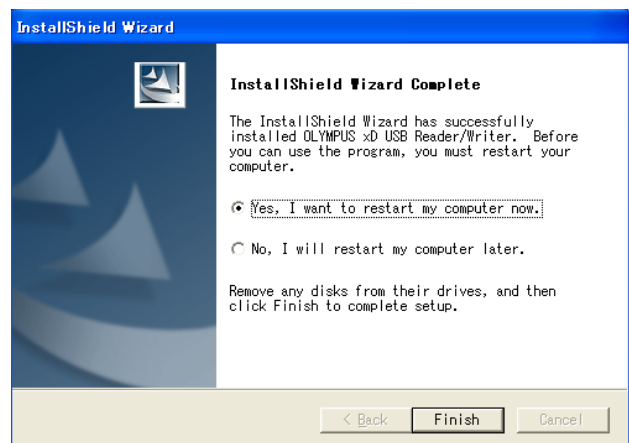 InstallShield Wizard
InstallShield Wizard Complete
The InstallShield Wizard has successfully
installed OLYMPUS xD USB Reader/Writer.  Before
you can use the program, you must restart your
computer.
Yes, I want to restart my computer now.
No, I will restart my computer later.
Remove any disks from their drives, and then
click Finish to complete setup.
< Back
Finish
Cancel